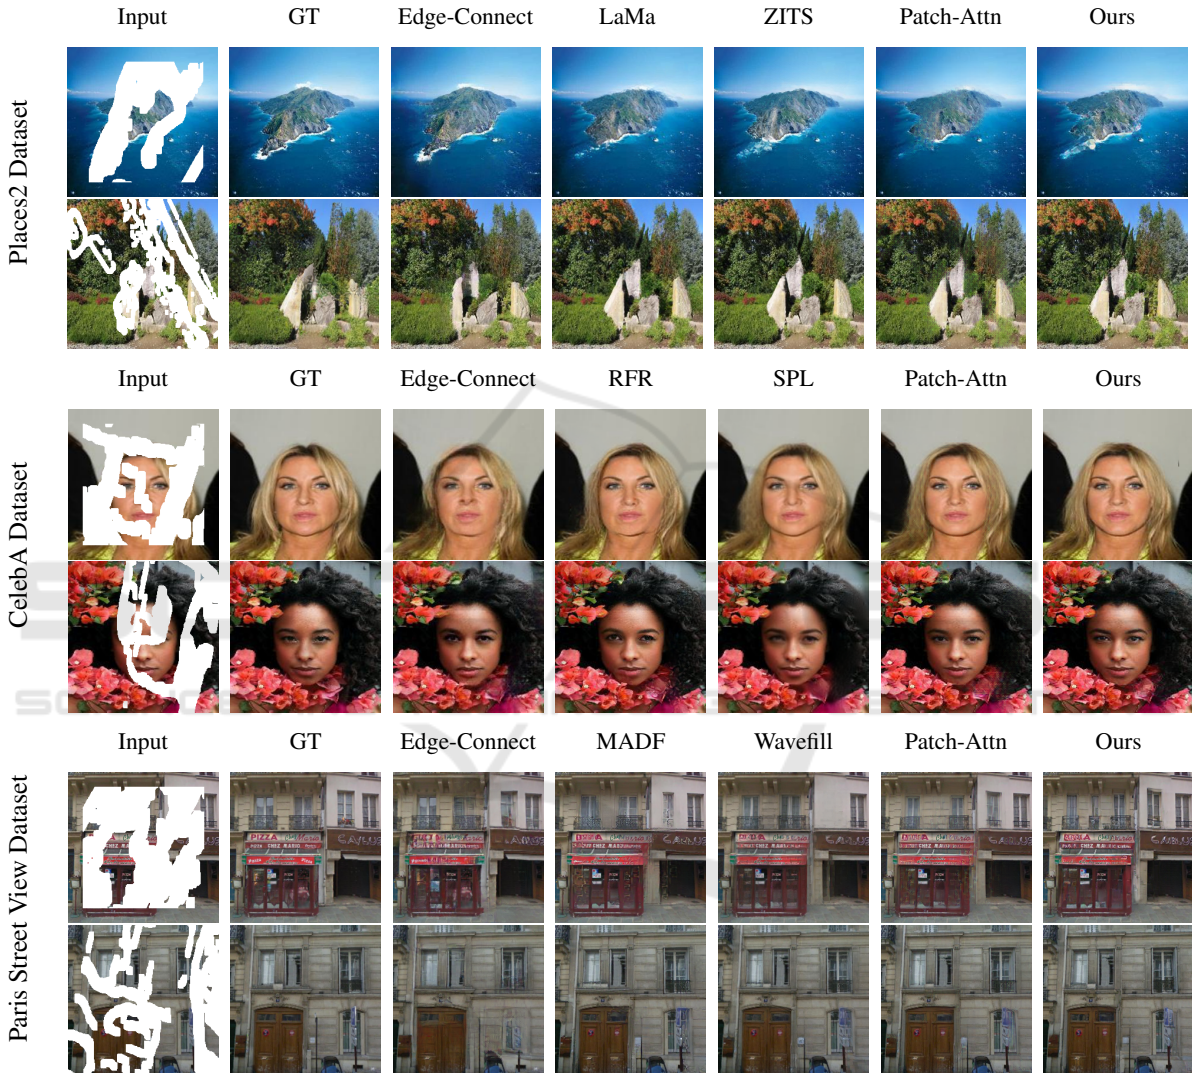 Input GT Edge-Connect LaMa ZITS Patch-Attn Ours
Places2 Dataset
Input GT Edge-Connect RFR SPL Patch-Attn Ours
CelebA Dataset
Input GT Edge-Connect MADF Wavefill Patch-Attn Ours
Paris Street View Dataset
PIZZA